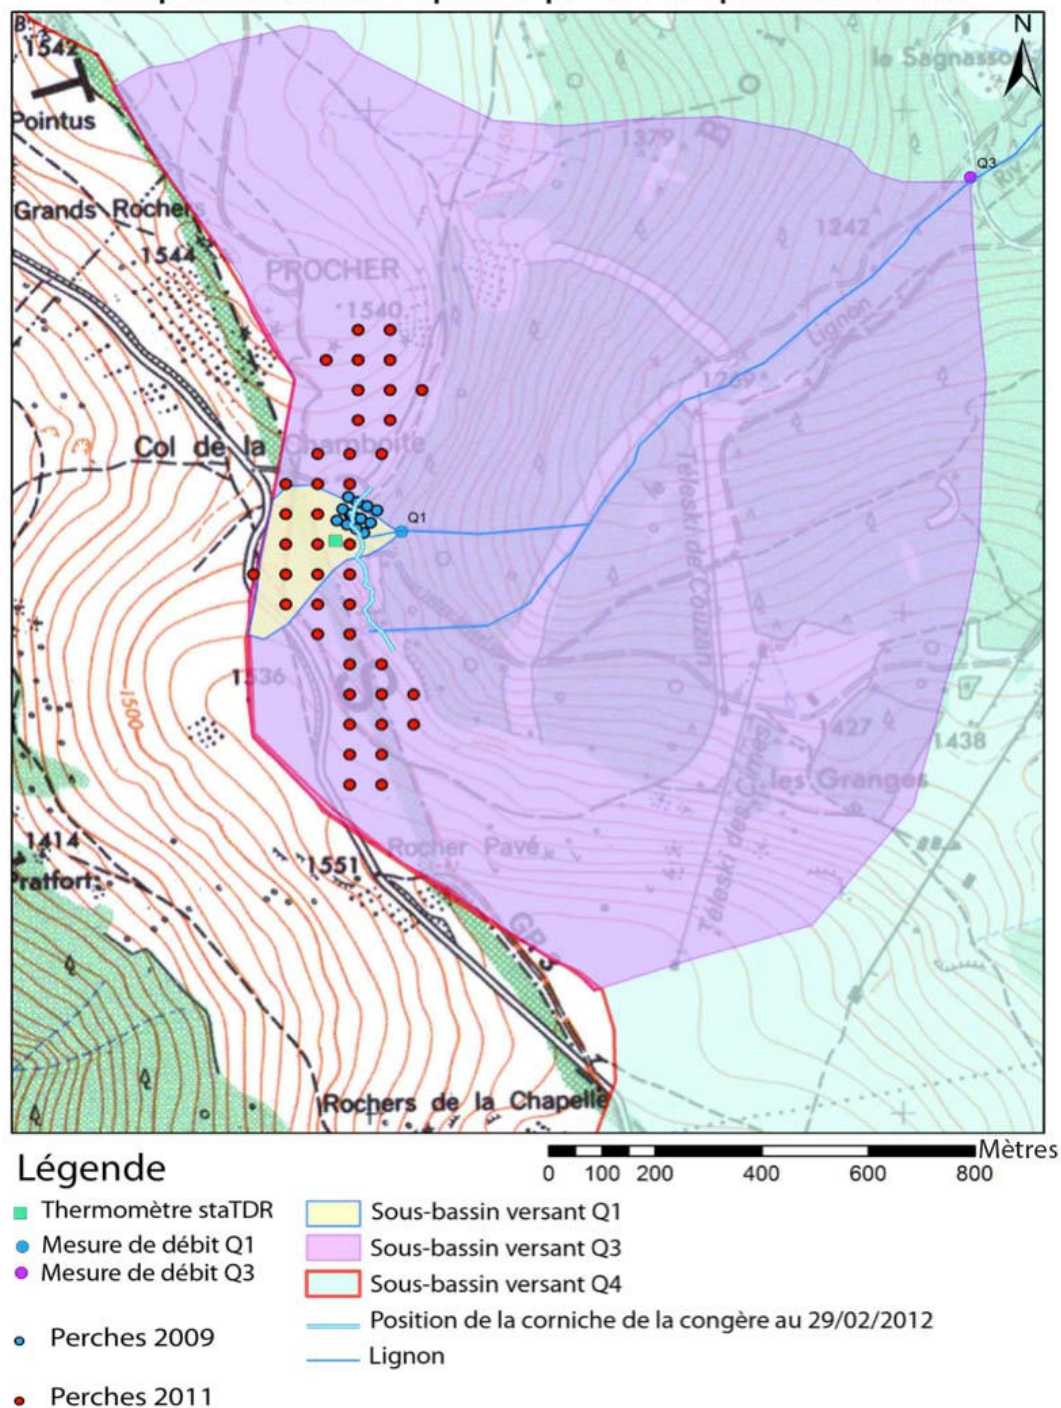 N
B.
1542
le Sagnasson
Pointus
1379
Q3
Riv.
Grands Rochers
1242
1544
PROCHER
1540
Lignon
1269
Col de la Chamboite
Q1
Téleski de Couzan
1536
1500
1427
1438
Téleski des Cimes
les Granges
1414
Rocher Pavé
1551
Pratfort
GR 3
Rochers de la Chapelle
Mètres
0 100 200 400 600 800
Légende
Thermomètre staTDR
Mesure de débit Q1
Mesure de débit Q3
Perches 2009
Perches 2011
Sous-bassin versant Q1
Sous-bassin versant Q3
Sous-bassin versant Q4
Position de la corniche de la congère au 29/02/2012
Lignon